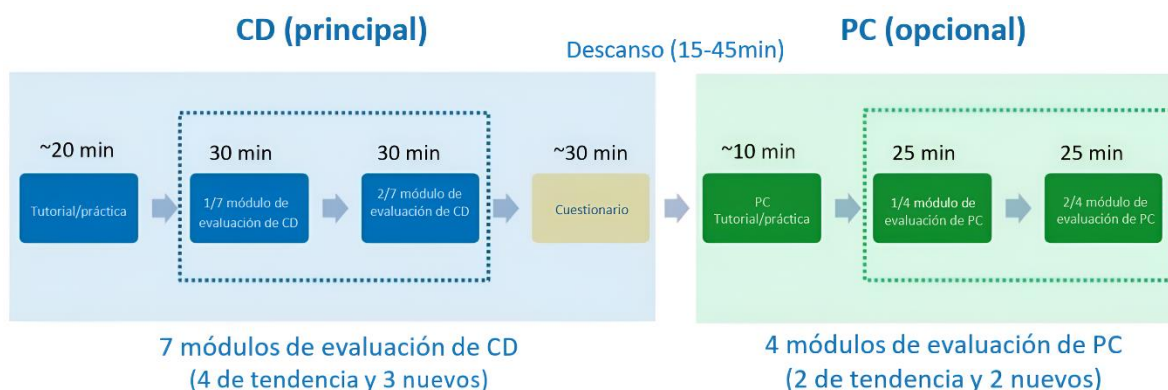 CD (principal)
Descanso (15-45min)
PC (opcional)
~20 min
30 min
30 min
~30 min
~10 min
25 min
25 min
Tutorial/práctica
1/7 módulo de
evaluación de CD
2/7 módulo de
evaluación de CD
Cuestionario
PC
Tutorial/práctica
1/4 módulo de
evaluación de PC
2/4 módulo de
evaluación de PC
7 módulos de evaluación de CD
(4 de tendencia y 3 nuevos)
4 módulos de evaluación de PC
(2 de tendencia y 2 nuevos)